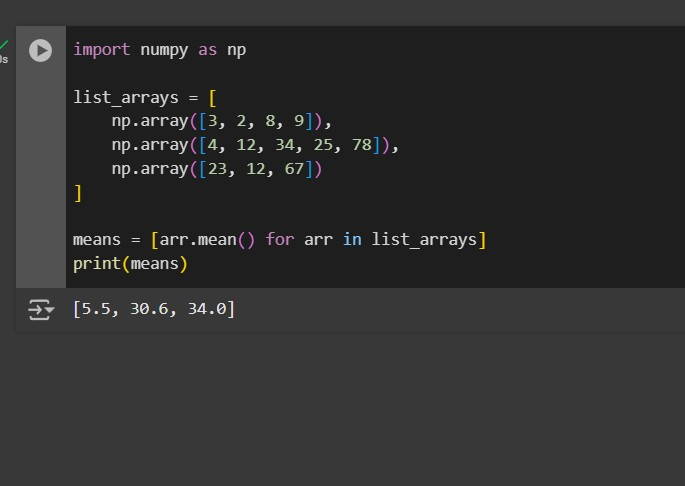 import numpy as np
list_arrays = [
    np.array([3, 2, 8, 9]),
    np.array([4, 12, 34, 25, 78]),
    np.array([23, 12, 67])
]
means = [arr.mean() for arr in list_arrays]
print(means)
[5.5, 30.6, 34.0]